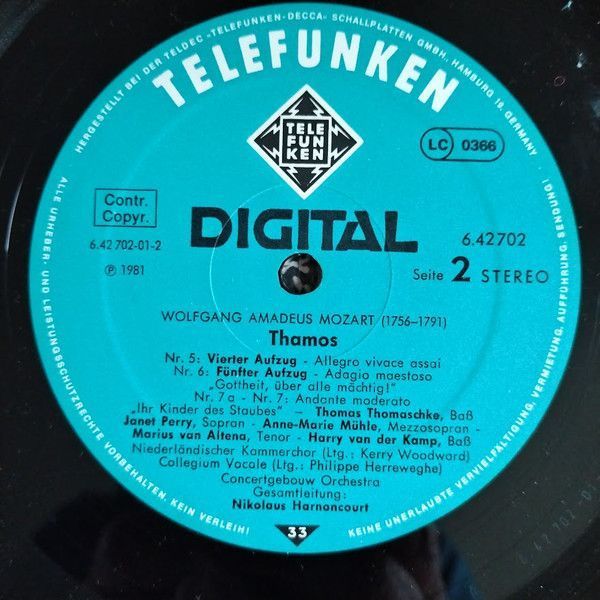 HERGESTELLT BEI DER TELDEC »TELEFUNKEN-DECCA« SCHALLPLATTEN GMBH, HAMBURG 19, GERMANY
TELEFUNKEN
TELE
FUN
KEN
LC 0366
Contr.
Copyr.
DIGITAL
6.42 702-01-2
6.42702
Ⓟ 1981
Seite 2 STEREO
WOLFGANG AMADEUS MOZART (1756–1791)
Thamos
Nr. 5: Vierter Aufzug - Allegro vivace assai
Nr. 6: Fünfter Aufzug - Adagio maestoso
„Gottheit, über alle mächtig!"
Nr. 7a - Nr. 7: Andante moderato
„Ihr Kinder des Staubes" – Thomas Thomaschke, Baß
Janet Perry, Sopran - Anne-Marie Mühle, Mezzosopran -
Marius van Altena, Tenor - Harry van der Kamp, Baß
Niederländischer Kammerchor (Ltg.: Kerry Woodward)
Collegium Vocale (Ltg.: Philippe Herreweghe)
Concertgebouw Orchestra
Gesamtleitung:
Nikolaus Harnoncourt
33
ALLE URHEBER- UND LEISTUNGSSCHUTZRECHTE VORBEHALTEN. KEIN VERLEIH!
KEINE UNERLAUBTE VERVIELFÄLTIGUNG, VERMIETUNG, AUFFÜHRUNG, SENDUNG!